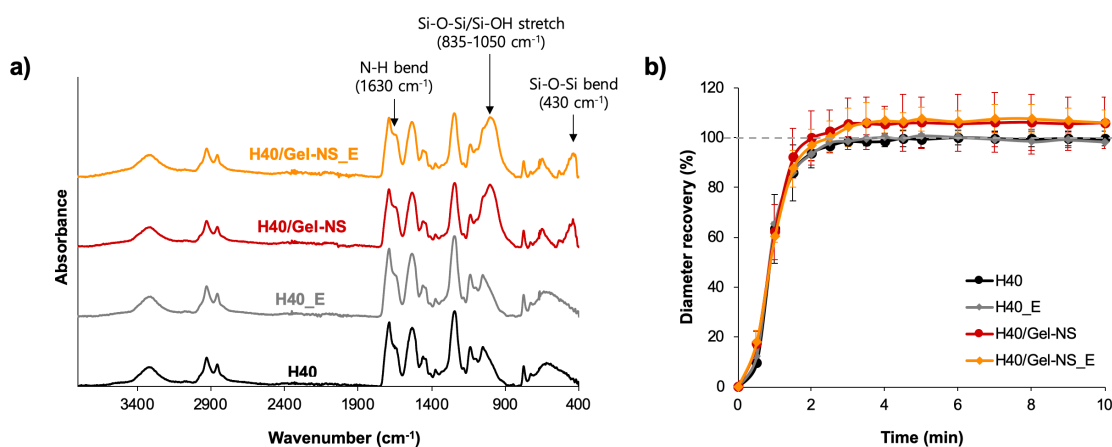 a)
Si-O-Si/Si-OH stretch
(835-1050 cm⁻¹)
N-H bend
(1630 cm⁻¹)
Si-O-Si bend
(430 cm⁻¹)
H40/Gel-NS_E
H40/Gel-NS
H40_E
H40
Absorbance
3400 2900 2400 1900 1400 900 400
Wavenumber (cm⁻¹)
b)
Diameter recovery (%)
120
100
80
60
40
20
0
H40
H40_E
H40/Gel-NS
H40/Gel-NS_E
0 2 4 6 8 10
Time (min)